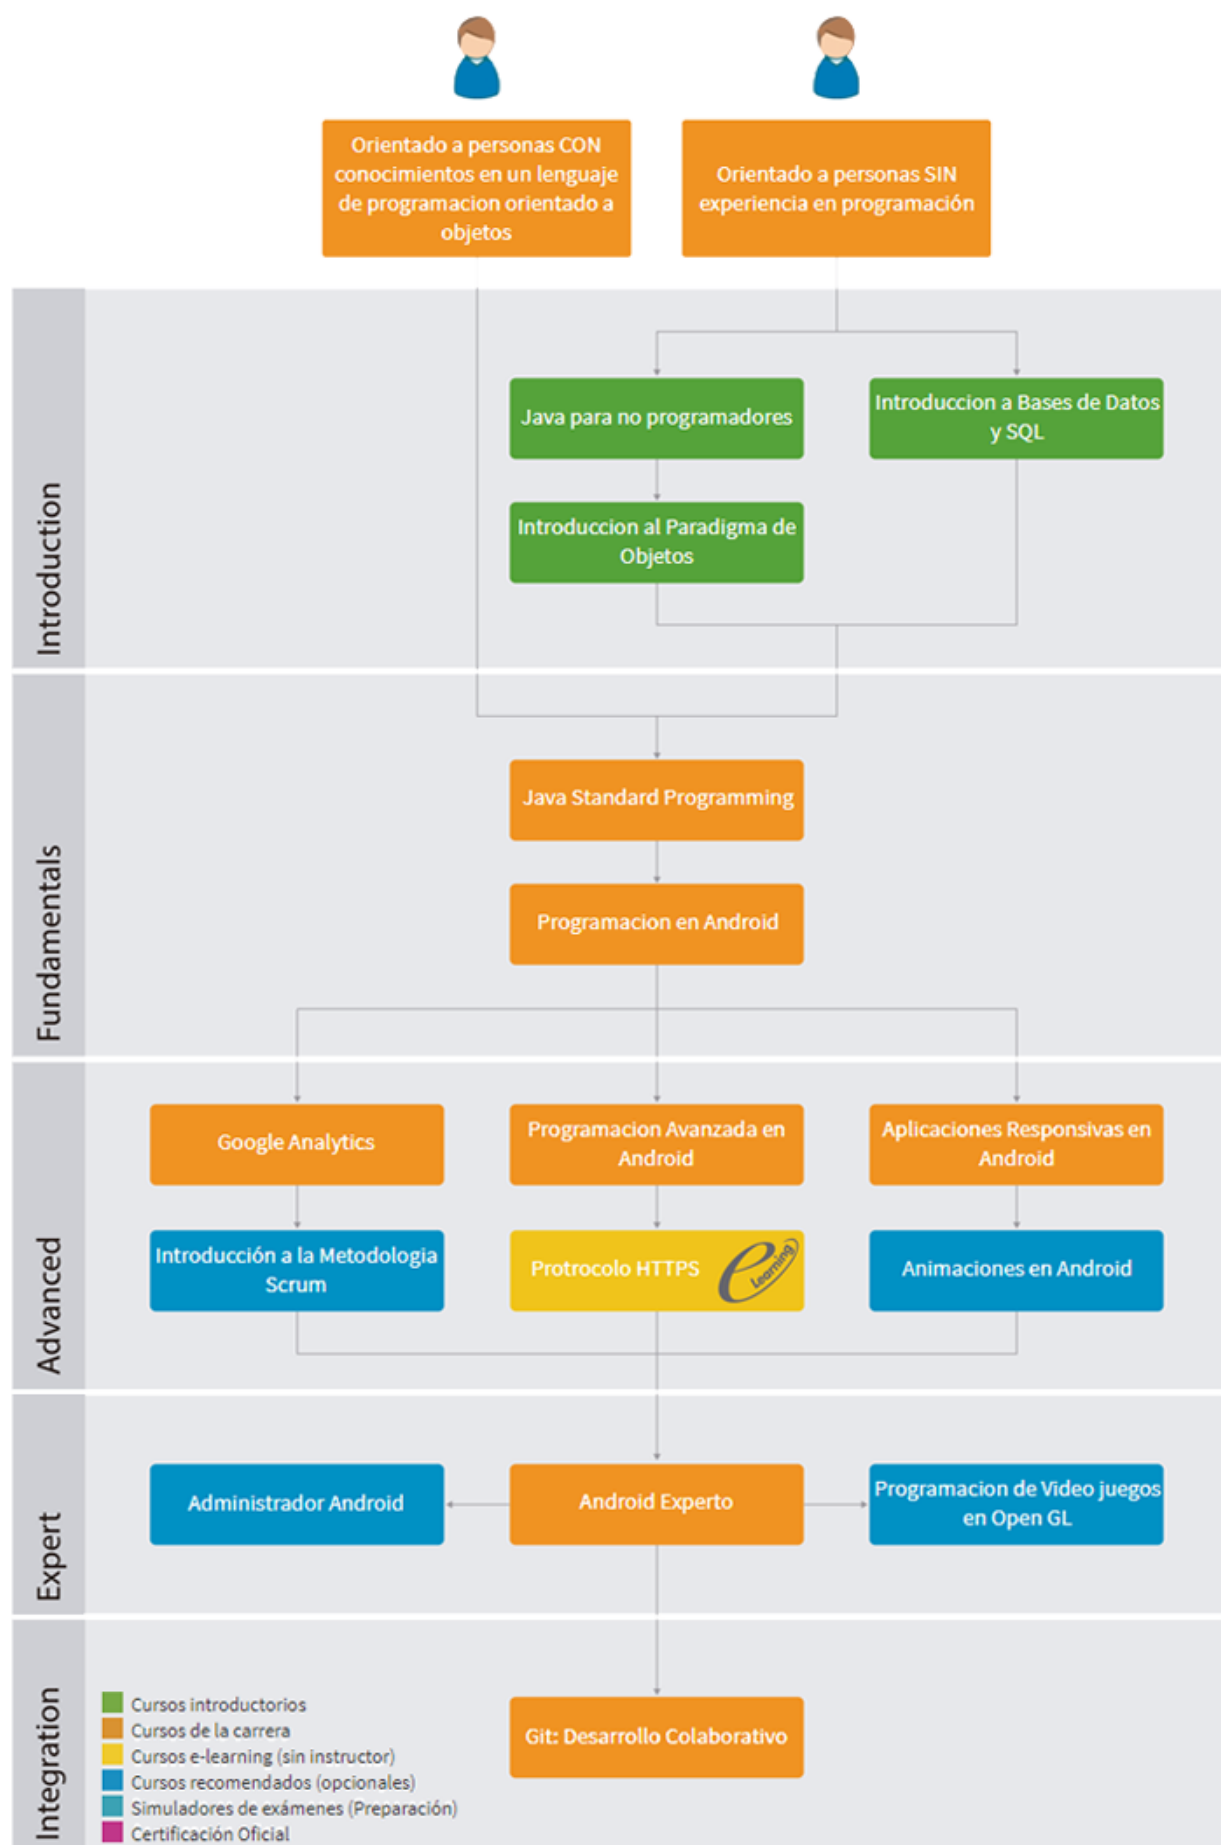 Orientado a personas CON
conocimientos en un lenguaje
de programacion orientado a
objetos
Orientado a personas SIN
experiencia en programación
Introduction
Java para no programadores
Introduccion a Bases de Datos
y SQL
Introduccion al Paradigma de
Objetos
Fundamentals
Java Standard Programming
Programacion en Android
Advanced
Google Analytics
Programacion Avanzada en
Android
Aplicaciones Responsivas en
Android
Introducción a la Metodologia
Scrum
Protrocolo HTTPS
e Learning
Animaciones en Android
Expert
Administrador Android
Android Experto
Programacion de Video juegos
en Open GL
Integration
Git: Desarrollo Colaborativo
Cursos introductorios
Cursos de la carrera
Cursos e-learning (sin instructor)
Cursos recomendados (opcionales)
Simuladores de exámenes (Preparación)
Certificación Oficial